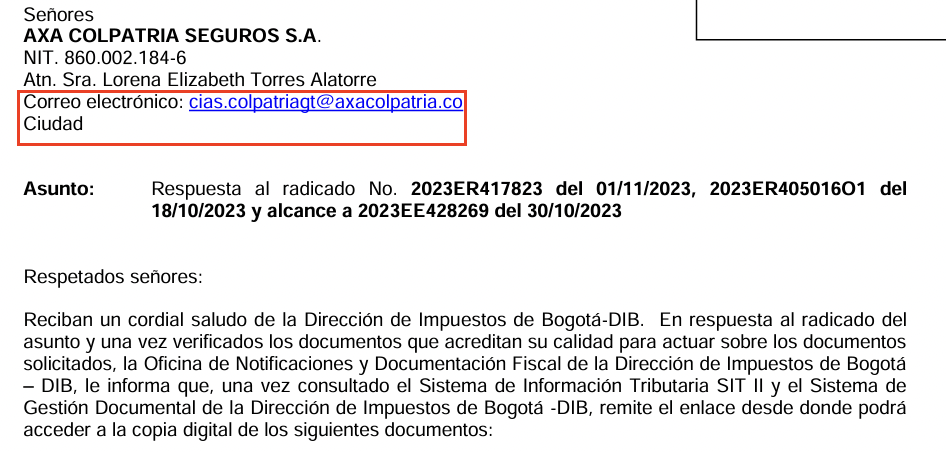 Señores
AXA COLPATRIA SEGUROS S.A.
NIT. 860.002.184-6
Atn. Sra. Lorena Elizabeth Torres Alatorre
Correo electrónico: cias.colpatriagt@axacolpatria.co
Ciudad
Asunto: Respuesta al radicado No. 2023ER417823 del 01/11/2023, 2023ER405016O1 del
18/10/2023 y alcance a 2023EE428269 del 30/10/2023
Respetados señores:
Reciban un cordial saludo de la Dirección de Impuestos de Bogotá-DIB. En respuesta al radicado del
asunto y una vez verificados los documentos que acreditan su calidad para actuar sobre los documentos
solicitados, la Oficina de Notificaciones y Documentación Fiscal de la Dirección de Impuestos de Bogotá
– DIB, le informa que, una vez consultado el Sistema de Información Tributaria SIT II y el Sistema de
Gestión Documental de la Dirección de Impuestos de Bogotá -DIB, remite el enlace desde donde podrá
acceder a la copia digital de los siguientes documentos: